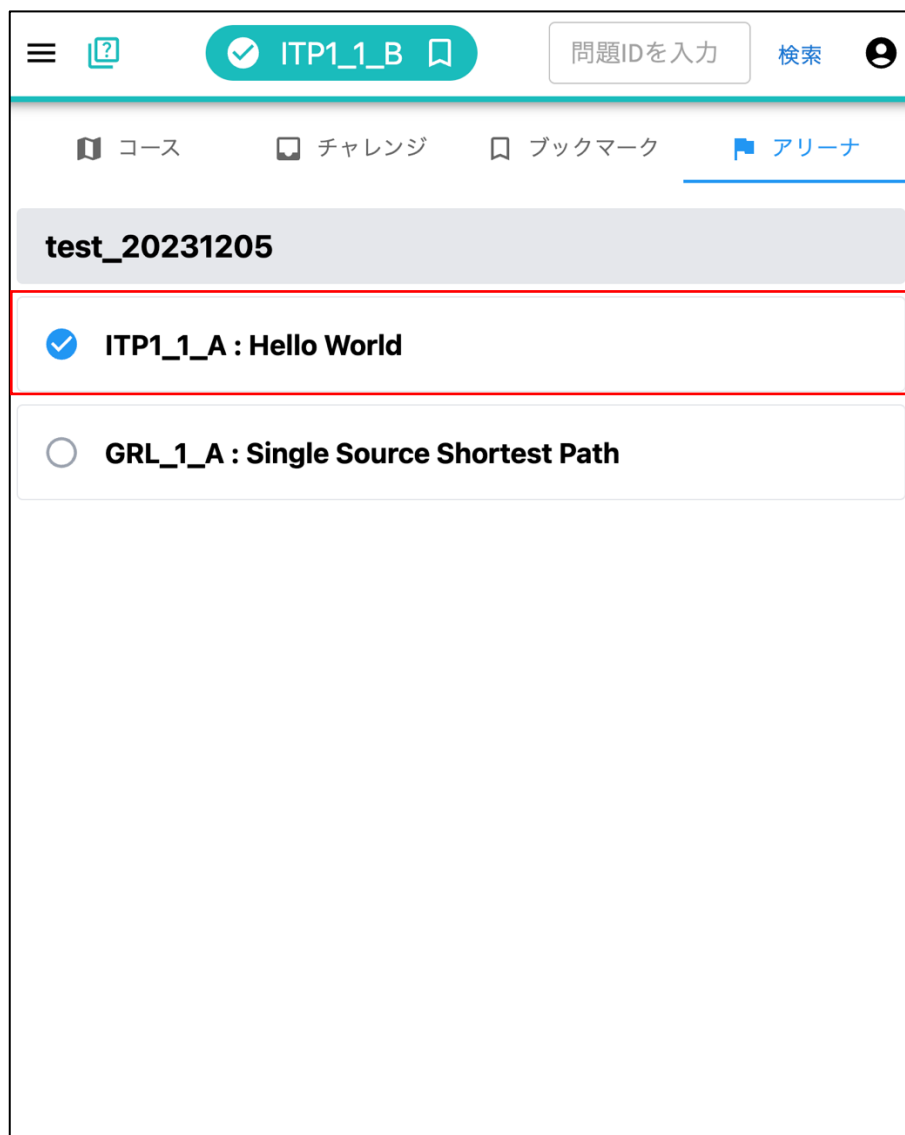 ITP1_1_B 問題IDを入力 検索
コース チャレンジ ブックマーク アリーナ
test_20231205
ITP1_1_A : Hello World
GRL_1_A : Single Source Shortest Path